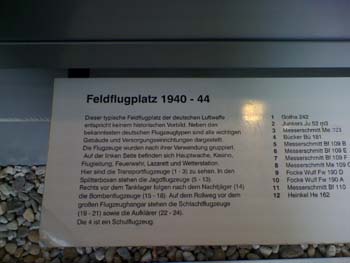 Feldflugplatz 1940 - 44
Dieser typische Feldflugplatz der deutschen Luftwaffe
entspricht keinem historischen Vorbild. Neben den
bekanntesten deutschen Flugzeugtypen sind alle wichtigen
Gebäude und Versorgungseinrichtungen dargestellt.
Die Flugzeuge wurden nach ihrer Verwendung gruppiert.
Auf der linken Seite befinden sich Hauptwache, Kasino,
Flugleitung, Feuerwehr, Lazarett und Wetterstation.
Hier sind die Transportflugzeuge (1 - 3) zu sehen. In den
Splitterboxen stehen die Jagdflugzeuge (5 - 13).
Rechts vor dem Tanklager folgen nach dem Nachtjäger (14)
die Bombenflugzeuge (15 - 18). Auf dem Rollweg vor dem
großen Flugzeughangar stehen die Schlachtflugzeuge
(19 - 21) sowie die Aufklärer (22 - 24).
Die 4 ist ein Schulflugzeug.
1 Gotha 242
2 Junkers Ju 52
3 Messerschmitt Me 323
4 Bücker Bü 181
5 Messerschmitt Bf 109 B
6 Messerschmitt Bf 109 E
7 Messerschmitt Bf 109
8 Messerschmitt Bf 109
9 Focke Wulf Fw 190 D
10 Focke Wulf Fw 190 A
11 Messerschmitt Bf 110
12 Heinkel He 162